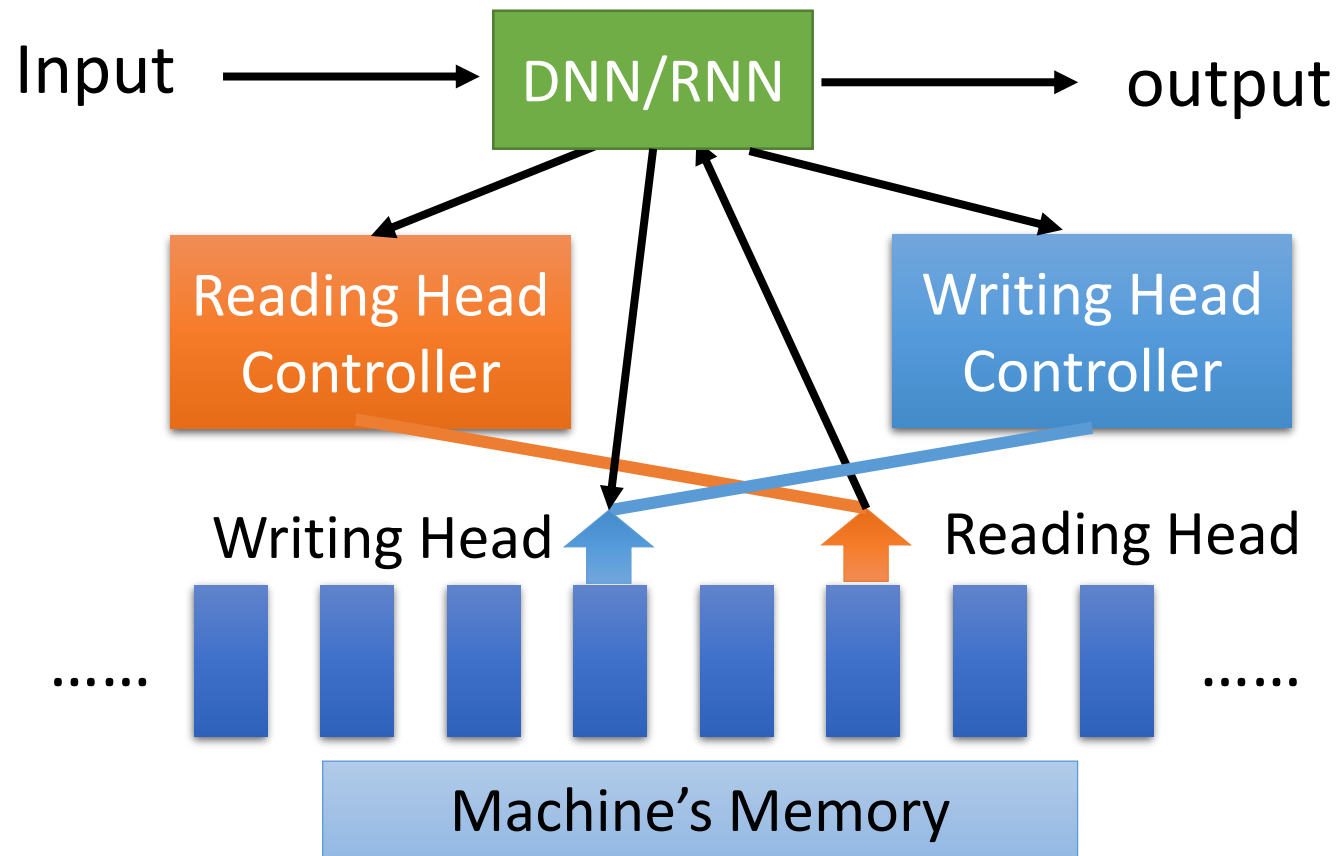 Input
DNN/RNN
output
Reading Head
Controller
Writing Head
Controller
Writing Head
Reading Head
……
……
Machine’s Memory